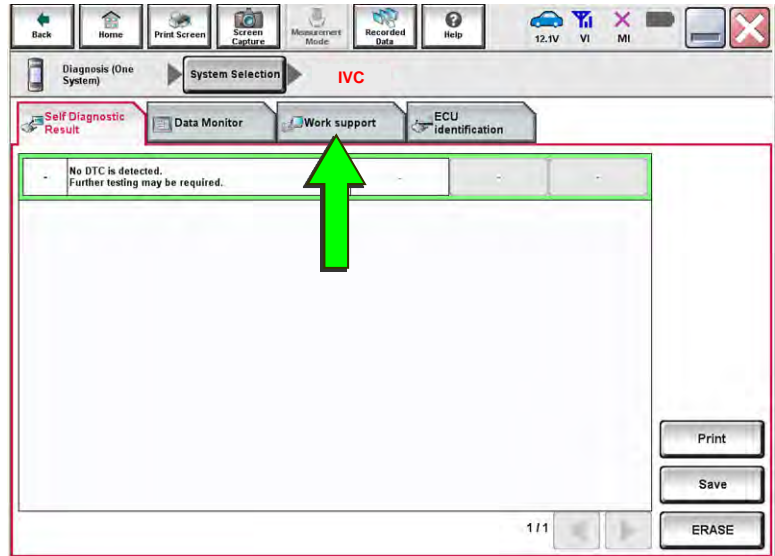 Back
Home
Print Screen
Screen
Capture
Measurement
Mode
Recorded
Data
Help
12.1V
VI
MI
Diagnosis (One
System)
System Selection
IVC
Self Diagnostic
Result
Data Monitor
Work support
ECU
identification
-
No DTC is detected.
Further testing may be required.
-
-
-
Print
Save
1/1
ERASE